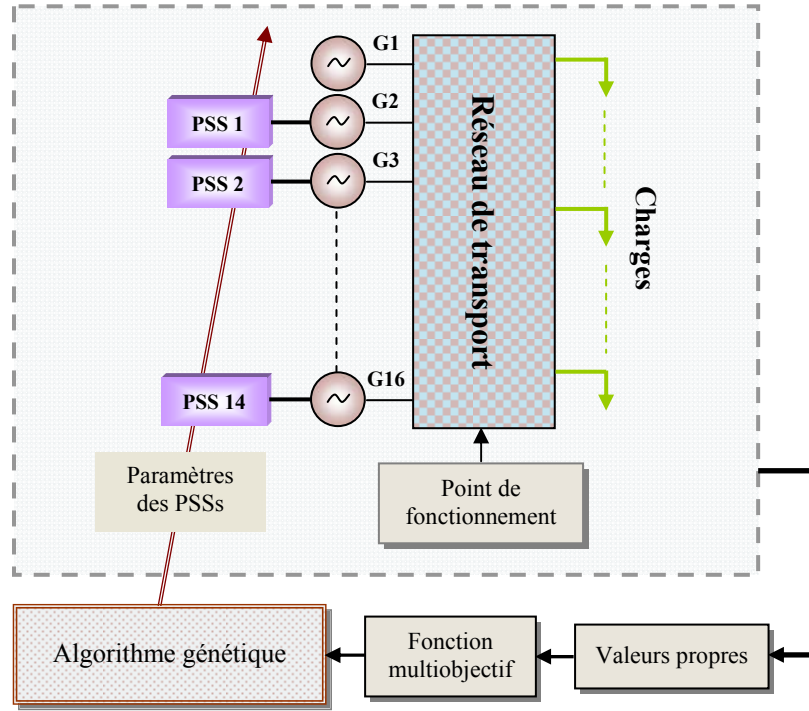 G1
PSS 1
G2
PSS 2
G3
PSS 14
G16
Réseau de transport
Charges
Paramètres
des PSSs
Point de
fonctionnement
Algorithme génétique
Fonction
multiobjectif
Valeurs propres